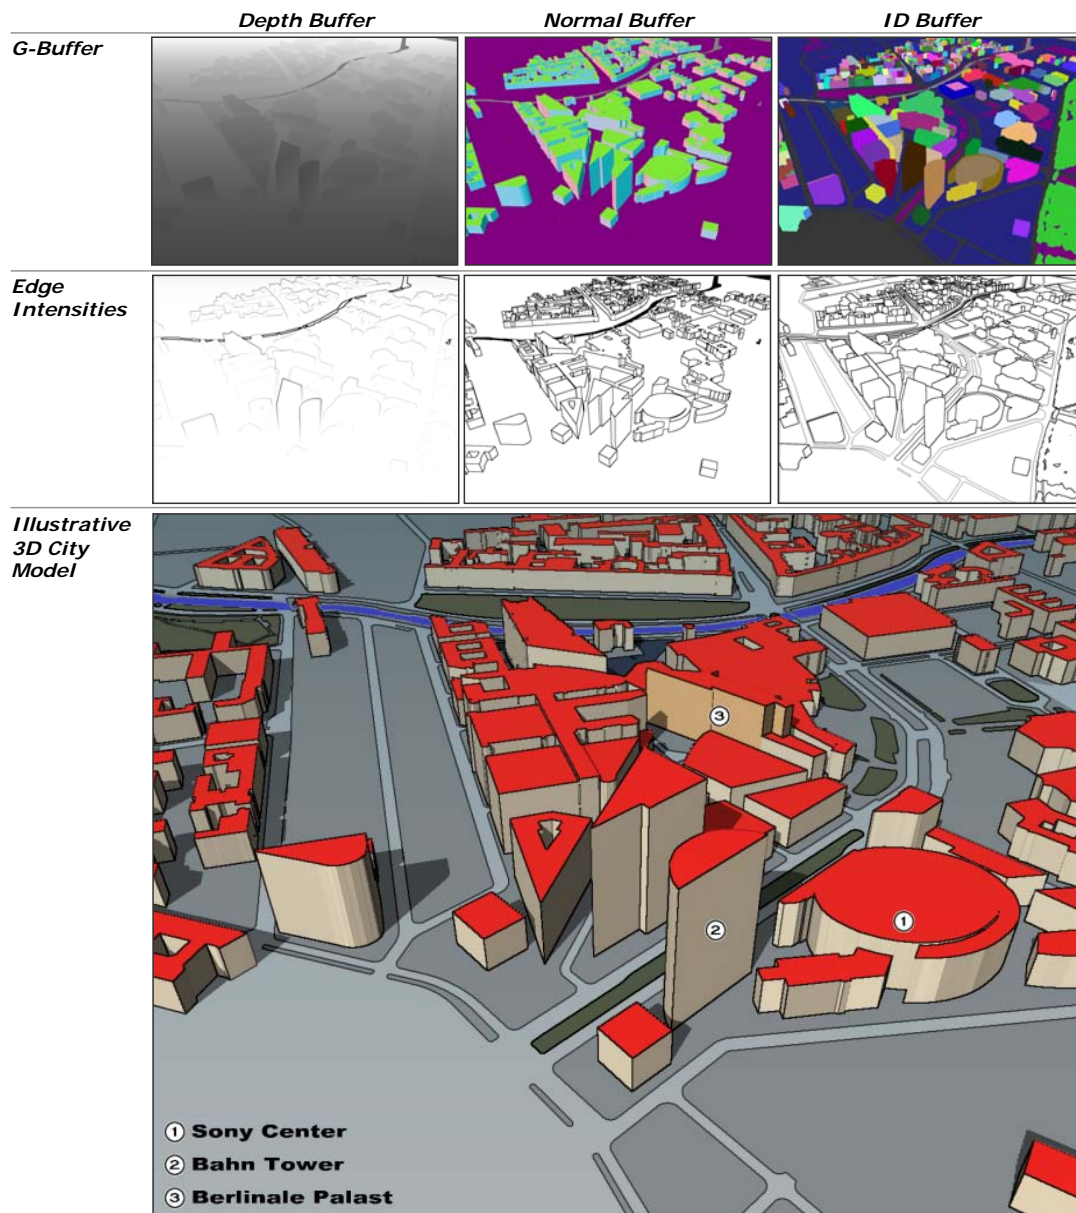 Depth Buffer Normal Buffer ID Buffer
G-Buffer
Edge
Intensities
Illustrative
3D City
Model
3
1
2
1 Sony Center
2 Bahn Tower
3 Berlinale Palast